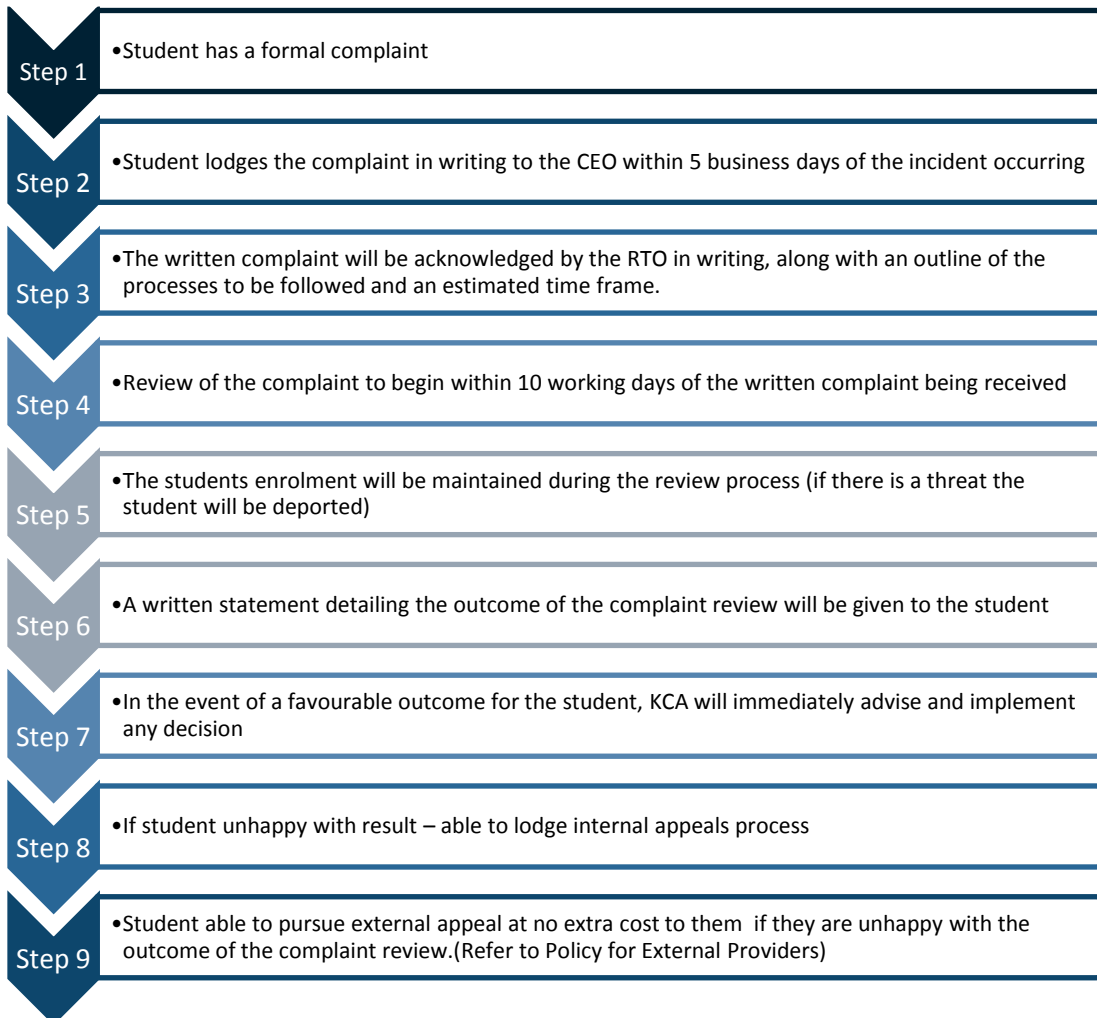 Step 1
•Student has a formal complaint
Step 2
•Student lodges the complaint in writing to the CEO within 5 business days of the incident occurring
Step 3
•The written complaint will be acknowledged by the RTO in writing, along with an outline of the
processes to be followed and an estimated time frame.
Step 4
•Review of the complaint to begin within 10 working days of the written complaint being received
Step 5
•The students enrolment will be maintained during the review process (if there is a threat the
student will be deported)
Step 6
•A written statement detailing the outcome of the complaint review will be given to the student
Step 7
•In the event of a favourable outcome for the student, KCA will immediately advise and implement
any decision
Step 8
•If student unhappy with result – able to lodge internal appeals process
Step 9
•Student able to pursue external appeal at no extra cost to them  if they are unhappy with the
outcome of the complaint review.(Refer to Policy for External Providers)